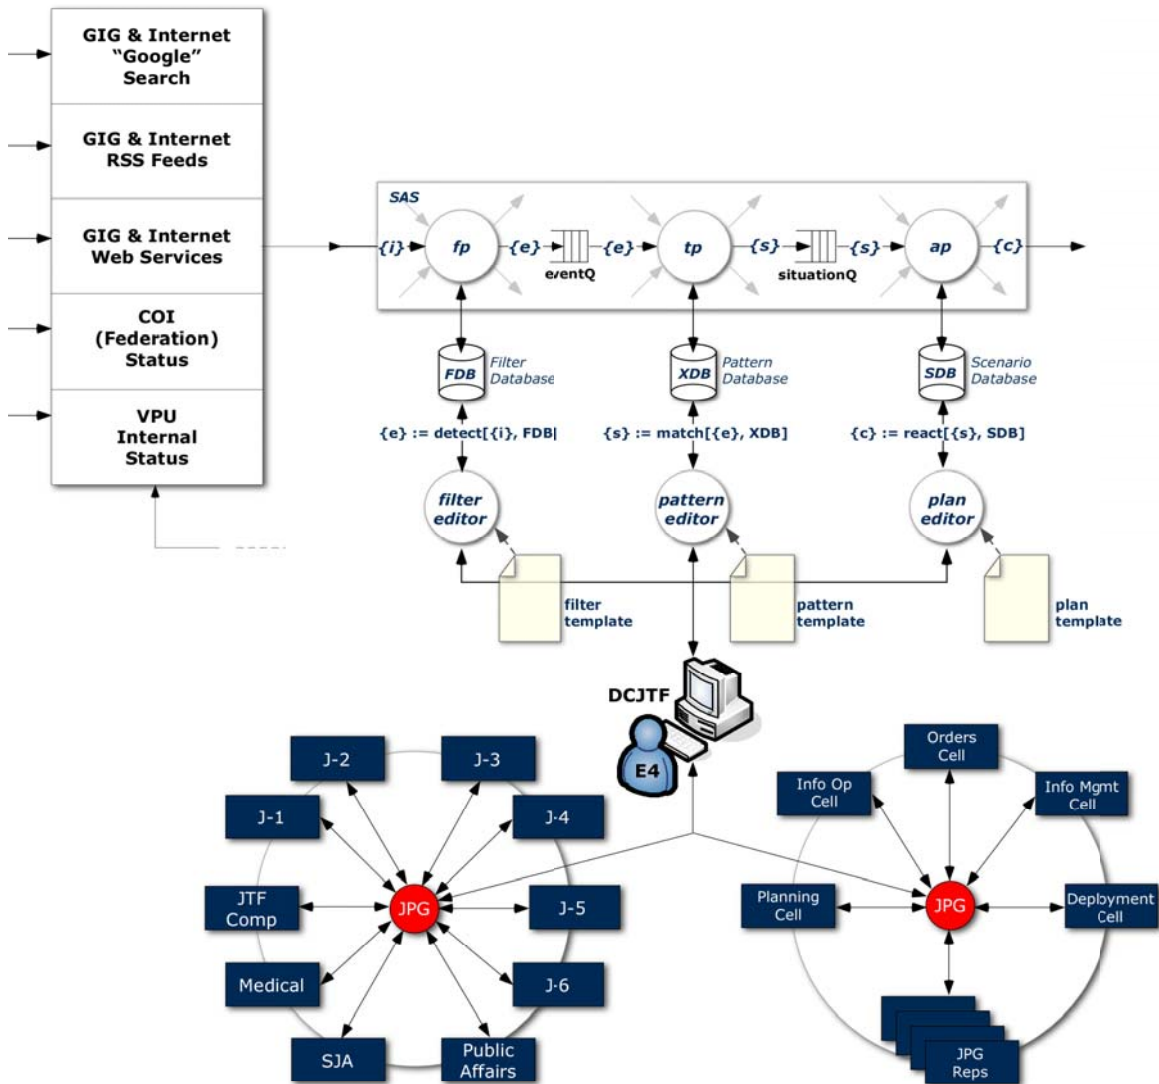 GIG & Internet
“Google”
Search
GIG & Internet
RSS Feeds
GIG & Internet
Web Services
COI
(Federation)
Status
VPU
Internal
Status
SAS
{i}
fp
{e}
eventQ
{e}
tp
{s}
situationQ
{s}
ap
{c}
FDB
Filter
Database
XDB
Pattern
Database
SDB
Scenario
Database
{e} := detect[{i}, FDB]
{s} := match[{e}, XDB]
{c} := react[{s}, SDB]
filter
editor
pattern
editor
plan
editor
filter
template
pattern
template
plan
template
DCJTF
E4
J-2
J-3
J-1
J-4
JTF
Comp
JPG
J-5
Medical
J-6
SJA
Public
Affairs
Orders
Cell
Info Op
Cell
Info Mgmt
Cell
Planning
Cell
JPG
Deployment
Cell
JPG
Reps